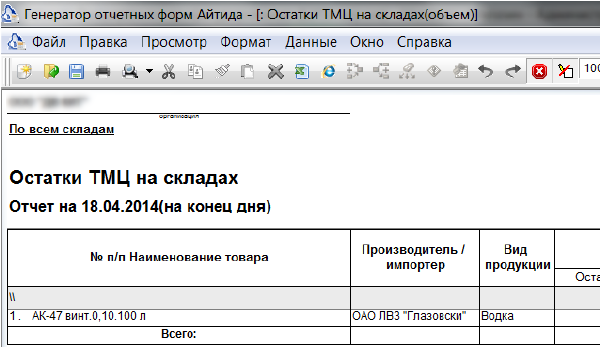 Генератор отчетных форм Айтида - [: Остатки ТМЦ на складах(объем)]
Файл Правка Просмотр Формат Данные Окно Справка
100
организация
По всем складам
Остатки ТМЦ на складах
Отчет на 18.04.2014(на конец дня)
№ п/п Наименование товара
Производитель / импортер
Вид продукции
Оста
\\
1. АК-47 винт.0,10.100 л ОАО ЛВЗ "Глазовски" Водка
Всего: